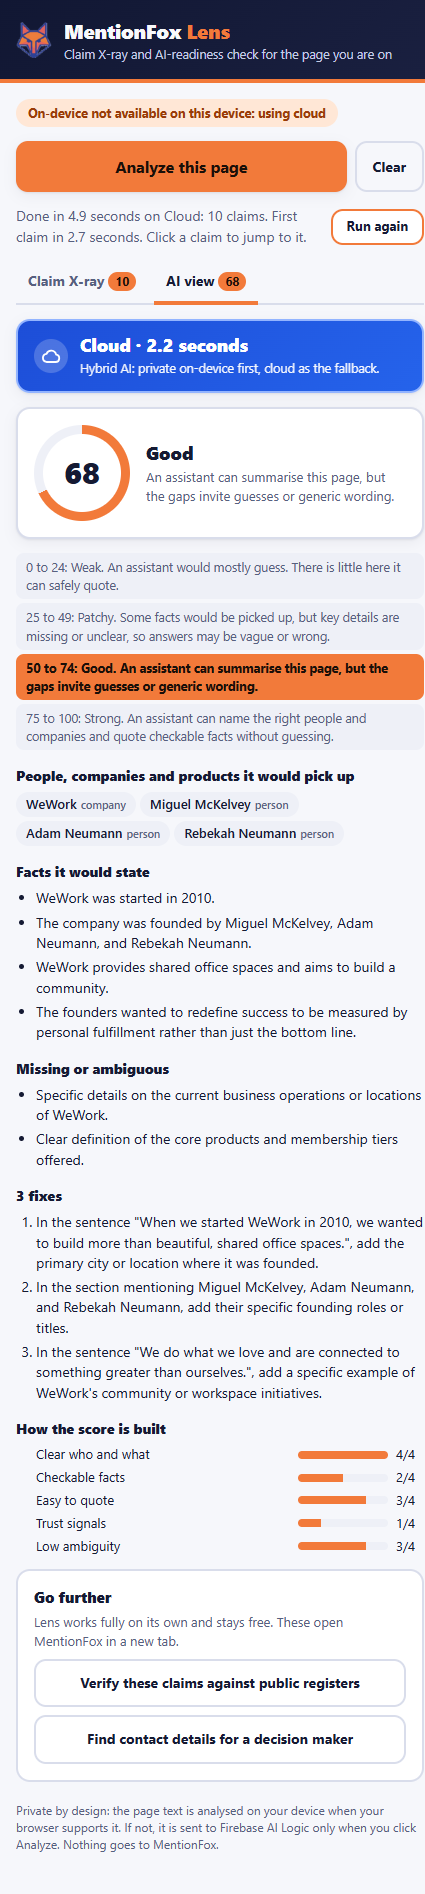 MentionFox Lens
Claim X-ray and AI-readiness check for the page you are on
On-device not available on this device: using cloud
Analyze this page
Clear
Done in 4.9 seconds on Cloud: 10 claims. First
claim in 2.7 seconds. Click a claim to jump to it.
Run again
Claim X-ray 10
AI view 68
Cloud · 2.2 seconds
Hybrid AI: private on-device first, cloud as the fallback.
68
Good
An assistant can summarise this page, but
the gaps invite guesses or generic wording.
0 to 24: Weak. An assistant would mostly guess. There is little here it
can safely quote.
25 to 49: Patchy. Some facts would be picked up, but key details are
missing or unclear, so answers may be vague or wrong.
50 to 74: Good. An assistant can summarise this page, but the
gaps invite guesses or generic wording.
75 to 100: Strong. An assistant can name the right people and
companies and quote checkable facts without guessing.
People, companies and products it would pick up
WeWork company
Miguel McKelvey person
Adam Neumann person
Rebekah Neumann person
Facts it would state
• WeWork was started in 2010.
• The company was founded by Miguel McKelvey, Adam
Neumann, and Rebekah Neumann.
• WeWork provides shared office spaces and aims to build a
community.
• The founders wanted to redefine success to be measured by
personal fulfillment rather than just the bottom line.
Missing or ambiguous
• Specific details on the current business operations or locations
of WeWork.
• Clear definition of the core products and membership tiers
offered.
3 fixes
1. In the sentence "When we started WeWork in 2010, we wanted
to build more than beautiful, shared office spaces.", add the
primary city or location where it was founded.
2. In the section mentioning Miguel McKelvey, Adam Neumann,
and Rebekah Neumann, add their specific founding roles or
titles.
3. In the sentence "We do what we love and are connected to
something greater than ourselves.", add a specific example of
WeWork's community or workspace initiatives.
How the score is built
Clear who and what 4/4
Checkable facts 2/4
Easy to quote 3/4
Trust signals 1/4
Low ambiguity 3/4
Go further
Lens works fully on its own and stays free. These open
MentionFox in a new tab.
Verify these claims against public registers
Find contact details for a decision maker
Private by design: the page text is analysed on your device when your
browser supports it. If not, it is sent to Firebase AI Logic only when you click
Analyze. Nothing goes to MentionFox.